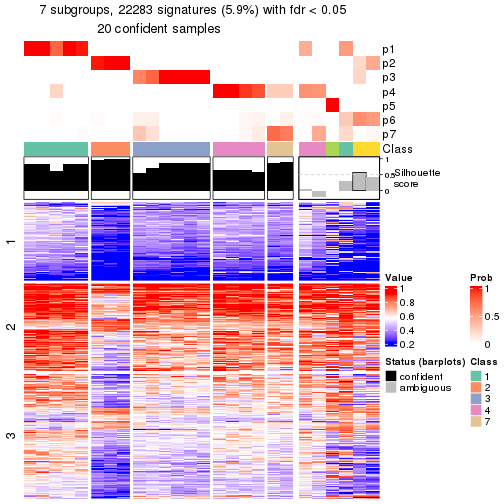 7 subgroups, 22283 signatures (5.9%) with fdr < 0.05
20 confident samples
p1
p2
p3
p4
p5
p6
p7
Class
1
0.5
0
Silhouette
score
1
2
3
Value
1
0.8
0.6
0.4
0.2
Prob
1
0.5
0
Status (barplots)
confident
ambiguous
Class
1
2
3
4
7